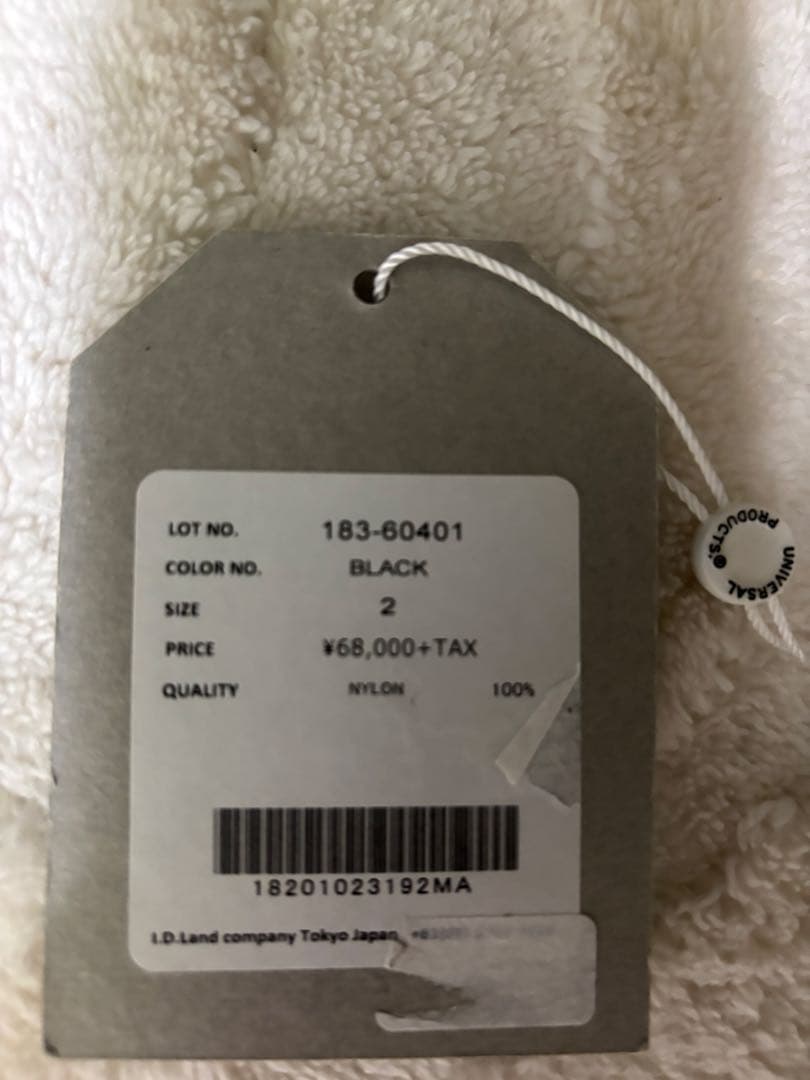 LOT NO. 183-60401
COLOR NO. BLACK
SIZE 2
PRICE ¥68,000+TAX
QUALITY NYLON 100%
18201023192MA
I.D.Land company Tokyo Japan
UNIVERSAL PRODUCTS.®